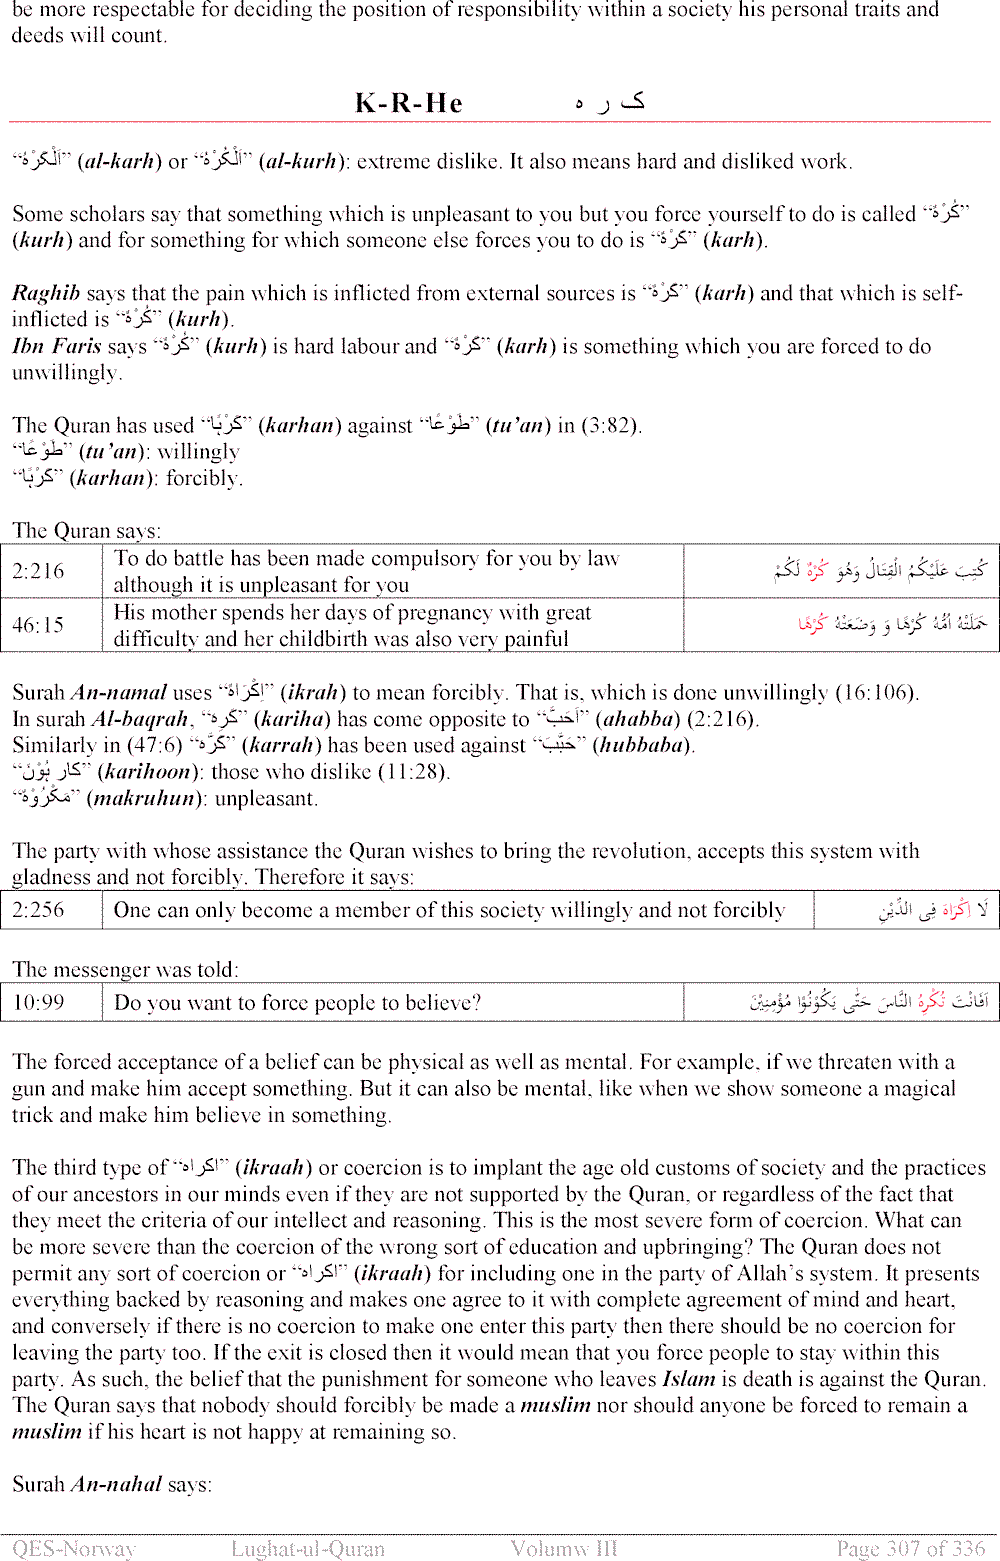 be more respectable for deciding the position of responsibility within a society his personal traits and
deeds will count.
K-R-He ک ر ہ
“اَلْکَرْہُ” (al-karh) or “اَلْکُرْہُ” (al-kurh): extreme dislike. It also means hard and disliked work.
Some scholars say that something which is unpleasant to you but you force yourself to do is called “کُرْہٌ”
(kurh) and for something for which someone else forces you to do is “کَرْہٌ” (karh).
Raghib says that the pain which is inflicted from external sources is “کَرْہٌ” (karh) and that which is self-
inflicted is “کُرْہٌ” (kurh).
Ibn Faris says “کُرْہٌ” (kurh) is hard labour and “کَرْہٌ” (karh) is something which you are forced to do
unwillingly.
The Quran has used “کَرْہًا” (karhan) against “طَوْعًا” (tu’an) in (3:82).
“طَوْعًا” (tu’an): willingly
“کَرْہًا” (karhan): forcibly.
The Quran says:
2:216 To do battle has been made compulsory for you by law
although it is unpleasant for you کُتِبَ عَلَیْکُمُ الْقِتَالُ وَهُوَ کُرْهٌ لَکُمْ
46:15 His mother spends her days of pregnancy with great
difficulty and her childbirth was also very painful حَمَلَتْهُ اُمُّهُ کُرْهًا وَ وَضَعَتْهُ کُرْهًا
Surah An-namal uses “اِکْرَاہٌ” (ikrah) to mean forcibly. That is, which is done unwillingly (16:106).
In surah Al-baqrah, “کَرِہَ” (kariha) has come opposite to “اَحَبَّ” (ahabba) (2:216).
Similarly in (47:6) “کَرَّہَ” (karrah) has been used against “حَبَّبَ” (hubbaba).
“کَارِ ہُوْنَ” (karihoon): those who dislike (11:28).
“مَکْرُوْہٌ” (makruhun): unpleasant.
The party with whose assistance the Quran wishes to bring the revolution, accepts this system with
gladness and not forcibly. Therefore it says:
2:256 One can only become a member of this society willingly and not forcibly لَا اِکْرَاهَ فِی الدِّیْنِ
The messenger was told:
10:99 Do you want to force people to believe? اَفَاَنْتَ تُکْرِهُ النَّاسَ حَتّٰی یَکُوْنُوْا مُؤْمِنِیْنَ
The forced acceptance of a belief can be physical as well as mental. For example, if we threaten with a
gun and make him accept something. But it can also be mental, like when we show someone a magical
trick and make him believe in something.
The third type of “اکراہ” (ikraah) or coercion is to implant the age old customs of society and the practices
of our ancestors in our minds even if they are not supported by the Quran, or regardless of the fact that
they meet the criteria of our intellect and reasoning. This is the most severe form of coercion. What can
be more severe than the coercion of the wrong sort of education and upbringing? The Quran does not
permit any sort of coercion or “اکراہ” (ikraah) for including one in the party of Allah’s system. It presents
everything backed by reasoning and makes one agree to it with complete agreement of mind and heart,
and conversely if there is no coercion to make one enter this party then there should be no coercion for
leaving the party too. If the exit is closed then it would mean that you force people to stay within this
party. As such, the belief that the punishment for someone who leaves Islam is death is against the Quran.
The Quran says that nobody should forcibly be made a muslim nor should anyone be forced to remain a
muslim if his heart is not happy at remaining so.
Surah An-nahal says:
QES-Norway Lughat-ul-Quran Volumw III Page 307 of 336